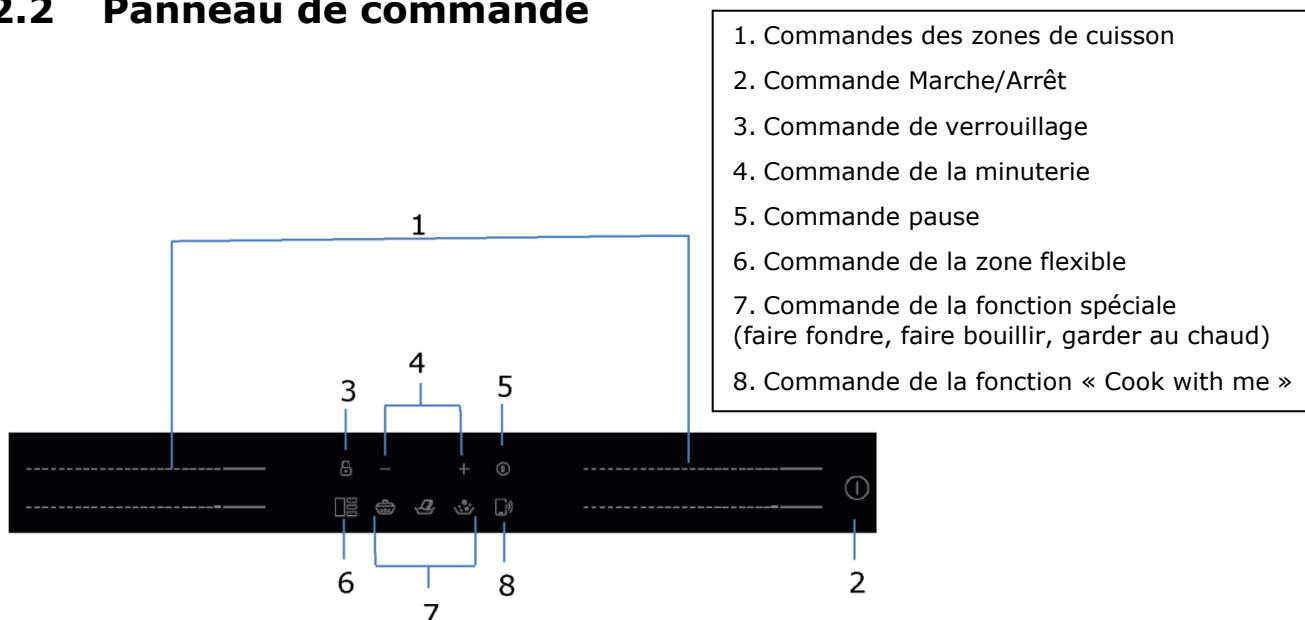 2.2 Panneau de commande
1. Commandes des zones de cuisson
2. Commande Marche/Arrêt
3. Commande de verrouillage
4. Commande de la minuterie
5. Commande pause
6. Commande de la zone flexible
7. Commande de la fonction spéciale
(faire fondre, faire bouillir, garder au chaud)
8. Commande de la fonction « Cook with me »
1
4
3
5
6
7
8
2